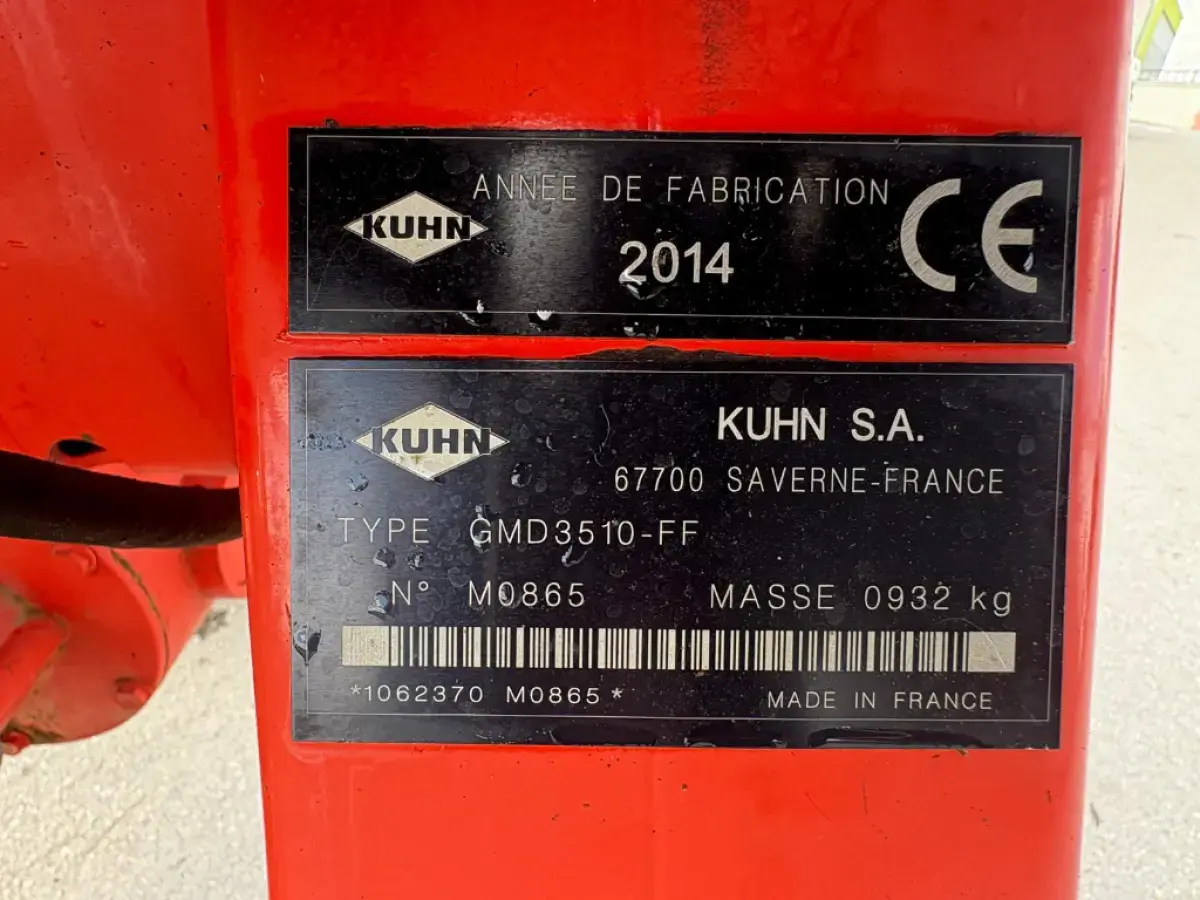 KUHN
ANNEE DE FABRICATION
2014
CE
KUHN
KUHN S.A.
67700 SAVERNE-FRANCE
TYPE GMD3510-FF
N° M0865 MASSE 0932 kg
*1062370 M0865*
MADE IN FRANCE